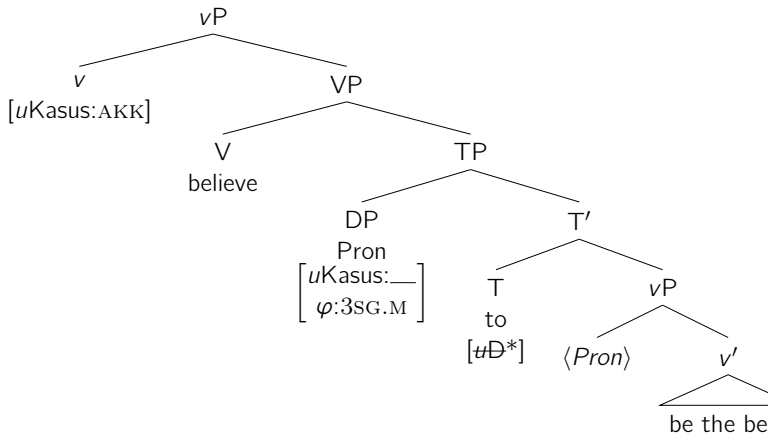 vP
v VP
[uKasus:AKK]
V TP
believe
DP T′
Pron
[uKasus:__ T vP
φ:3SG.M] to
[uD*] ⟨Pron⟩ v′
be the be